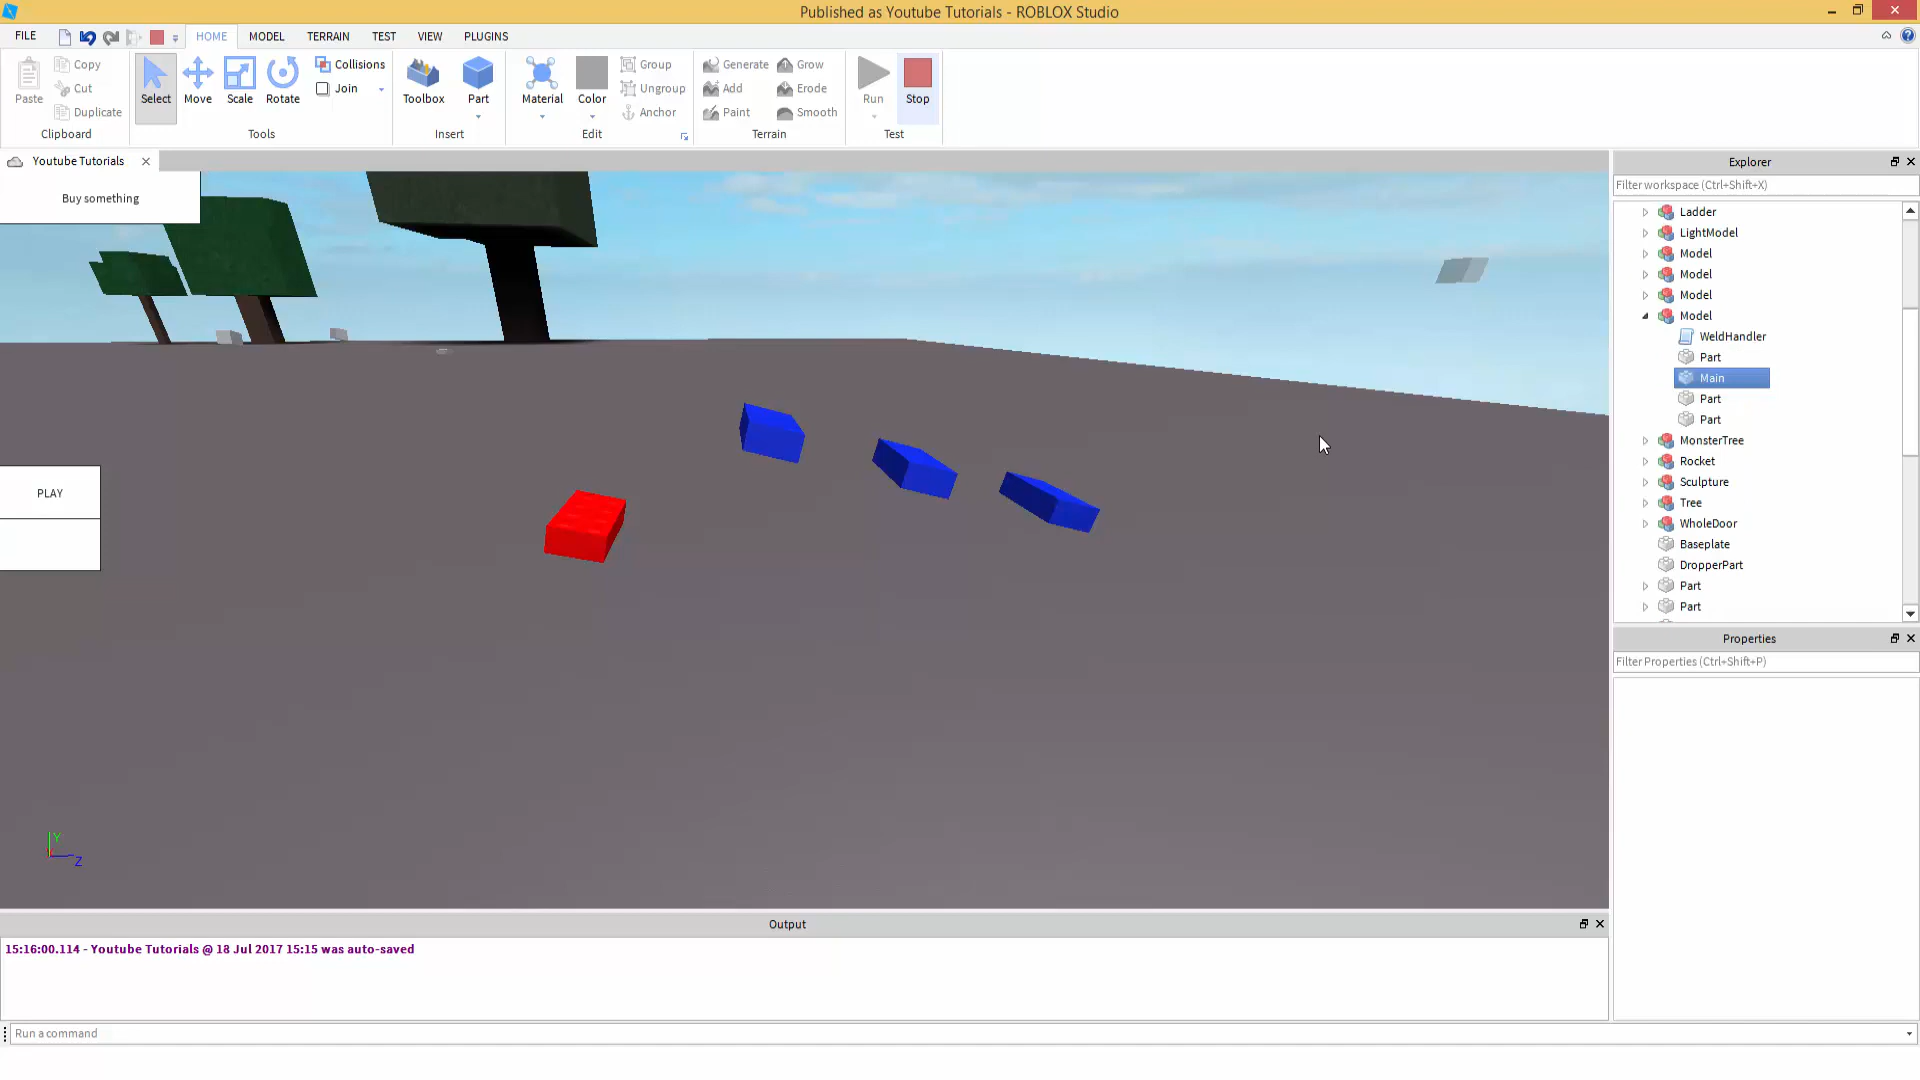 Published as Youtube Tutorials - ROBLOX Studio
FILE HOME MODEL TERRAIN TEST VIEW PLUGINS
Paste
Copy
Cut
Duplicate
Clipboard
Select
Move
Scale
Rotate
Collisions
Join
Tools
Toolbox
Part
Insert
Material
Color
Group
Ungroup
Anchor
Edit
Generate
Grow
Add
Erode
Paint
Smooth
Terrain
Run
Stop
Test
Youtube Tutorials
Buy something
PLAY
Y
Z
Explorer
Filter workspace (Ctrl+Shift+X)
Ladder
LightModel
Model
Model
Model
Model
WeldHandler
Part
Main
Part
Part
MonsterTree
Rocket
Sculpture
Tree
WholeDoor
Baseplate
DropperPart
Part
Part
Properties
Filter Properties (Ctrl+Shift+P)
Output
15:16:00.114 - Youtube Tutorials @ 18 Jul 2017 15:15 was auto-saved
Run a command